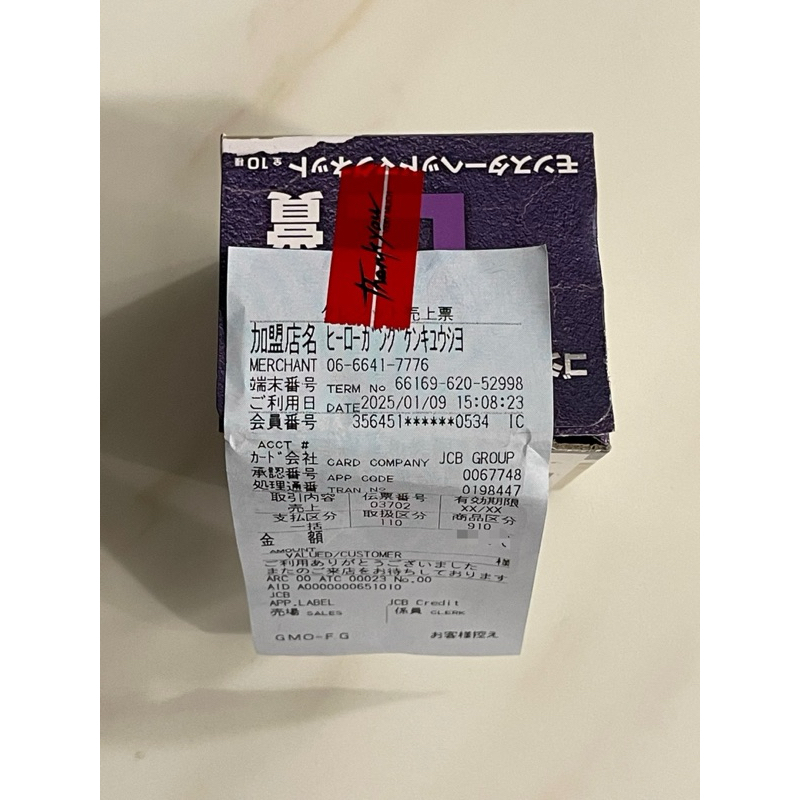 モンスターヘッドマグネット 全10種
賞
Thank you
売上票
加盟店名 ヒーローガング ケンキュウシヨ
MERCHANT 06-6641-7776
端末番号 TERM No 66169-620-52998
ご利用日 DATE 2025/01/09 15:08:23
会員番号 356451******0534 IC
ACCT #
カード会社 CARD COMPANY JCB GROUP
承認番号 APP CODE 0067748
処理通番 TRAN No 0198447
取引内容 伝票番号 有効期限
売上 03702 XX/XX
支払区分 取扱区分 商品区分
一括 110 910
金額
AMOUNT
VALUED/CUSTOMER 様
ご利用ありがとうございました
またのご来店をお待ちしております
ARC 00 ATC 00023 No.00
AID A0000000651010
JCB
APP.LABEL JCB Credit
売場 SALES 係員 CLERK
GMO-FG お客様控え